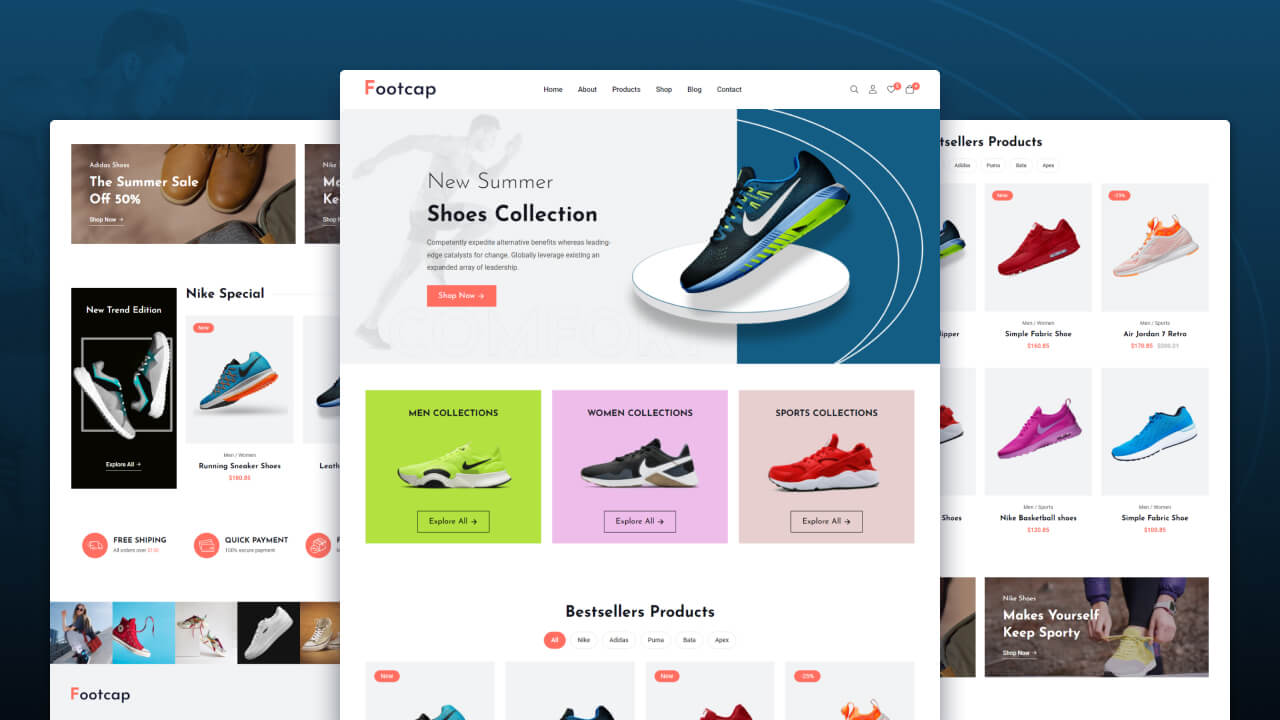 Footcap
Home About Products Shop Blog Contact
0
New Summer
Shoes Collection
Competently expedite alternative benefits whereas leading-
edge catalysts for change. Globally leverage existing an
expanded array of leadership.
Shop Now →
MEN COLLECTIONS
Explore All →
WOMEN COLLECTIONS
Explore All →
SPORTS COLLECTIONS
Explore All →
Bestsellers Products
All Nike Adidas Puma Bata Apex
New
New
-25%
Adidas Shoes
The Summer Sale
Off 50%
Shop Now →
Nike
Ma
Ke
Shop
New Trend Edition
Explore All →
Nike Special
New
Men / Women
Running Sneaker Shoes
$180.85
Leath
FREE SHIPING
All orders over $150
QUICK PAYMENT
100% secure payment
Footcap
tsellers Products
Adidas Puma Bata Apex
New
-25%
lipper
Men / Women
Simple Fabric Shoe
$160.85
Men / Sports
Air Jordan 7 Retro
$170.85
Shoes
Men / Sports
Nike Basketball shoes
$120.85
Men / Women
Simple Fabric Shoe
$100.85
Nike Shoes
Makes Yourself
Keep Sporty
Shop Now →